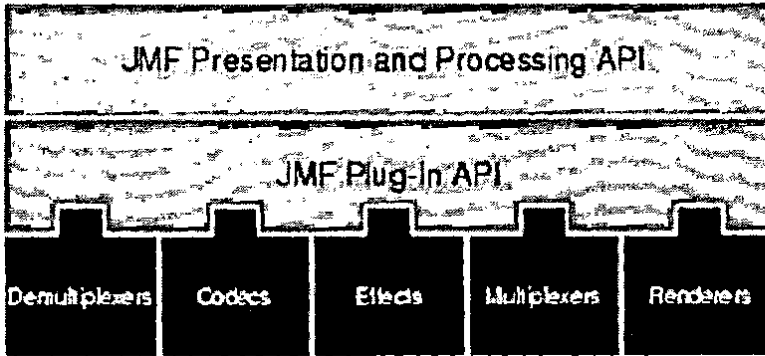 JMF Presentation and Processing API
JMF Plug-In API
Demultiplexers Codecs Effects Multiplexers Renderers